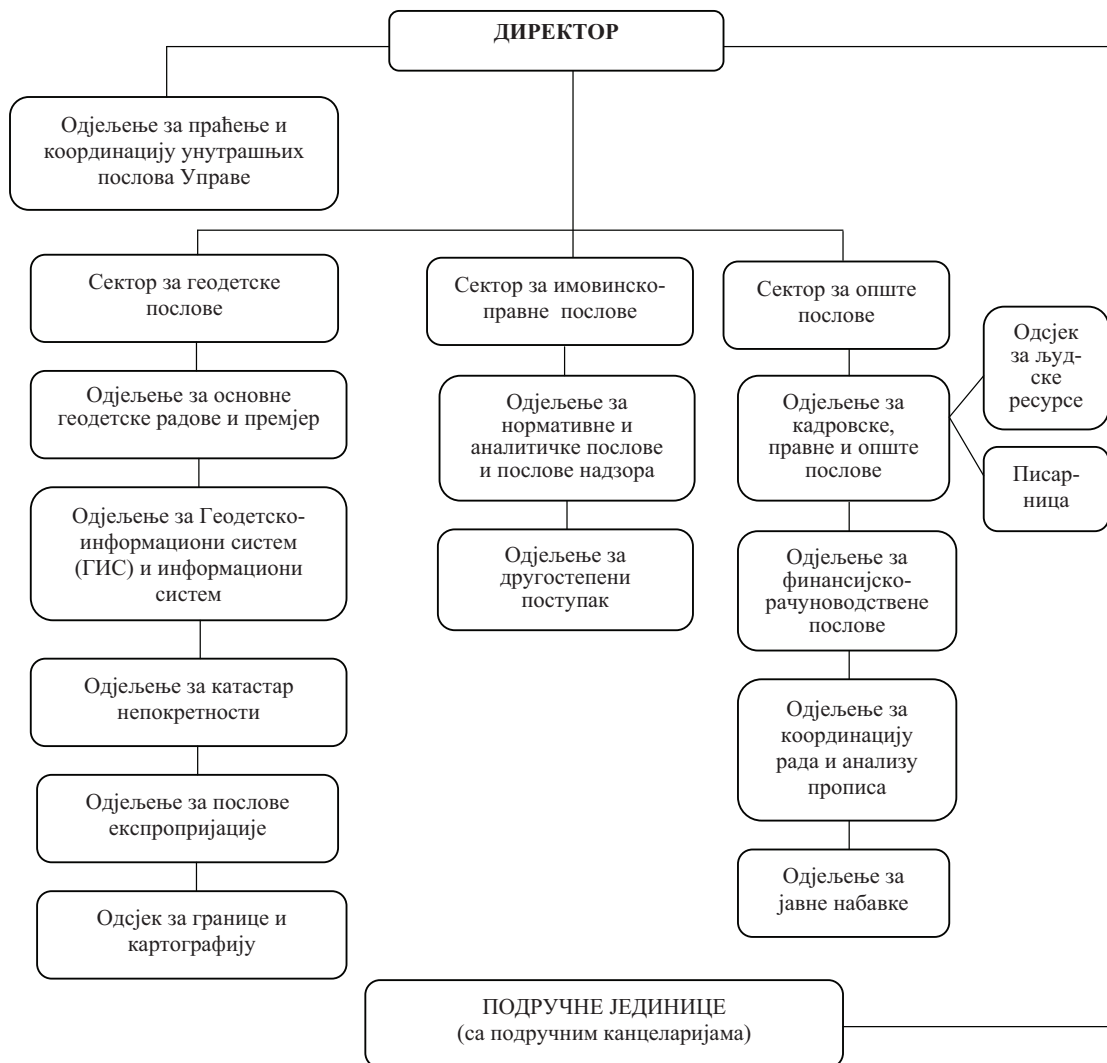 ДИРЕКТОР
Одјељење за праћење и
координацију унутрашњих
послова Управе
Сектор за геодетске
послове
Одјељење за основне
геодетске радове и премјер
Одјељење за Геодетско-
информациони систем
(ГИС) и информациони
систем
Одјељење за катастар
непокретности
Одјељење за послове
експропријације
Одсјек за границе и
картографију
Сектор за имовинско-
правне послове
Одјељење за
нормативне и
аналитичке послове
и послове надзора
Одјељење за
другостепени
поступак
Сектор за опште
послове
Одјељење за
кадровске,
правне и опште
послове
Одсјек
за људ-
ске
ресурсе
Писар-
ница
Одјељење за
финансијско-
рачуноводствене
послове
Одјељење за
координацију
рада и анализу
прописа
Одјељење за
јавне набавке
ПОДРУЧНЕ ЈЕДИНИЦЕ
(са подручним канцеларијама)